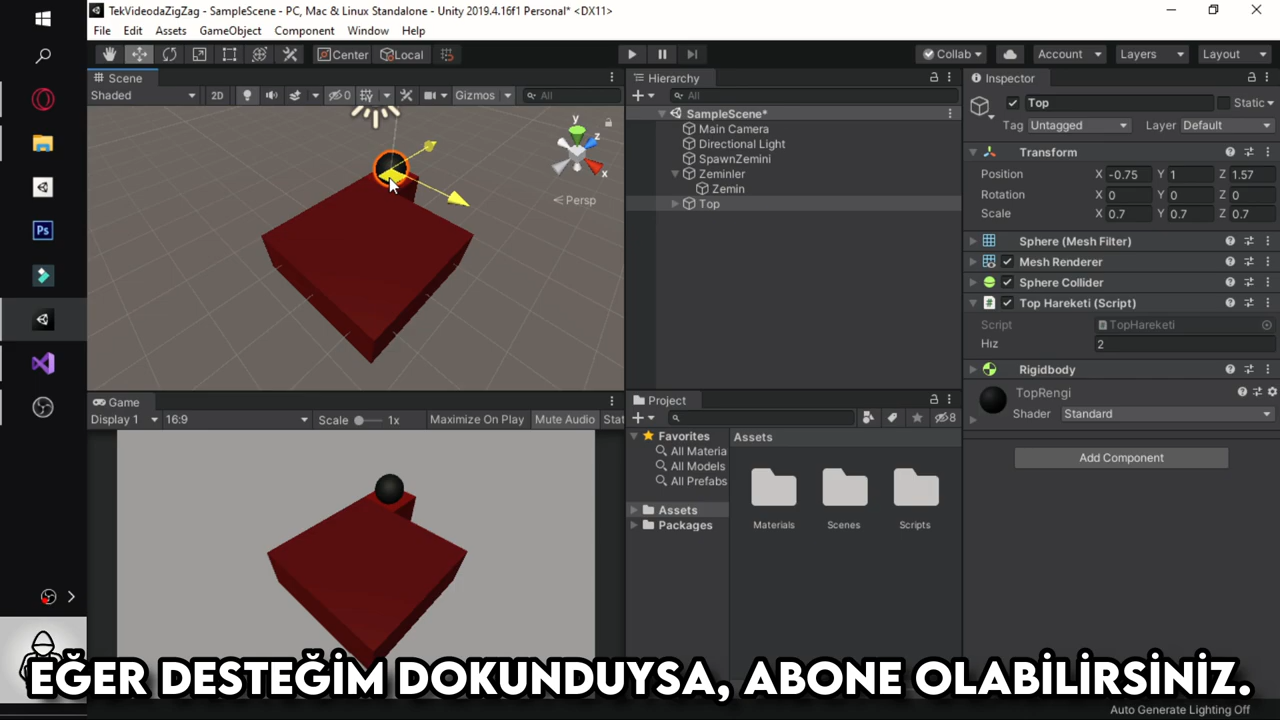 TekVideodaZigZag - SampleScene - PC, Mac & Linux Standalone - Unity 2019.4.16f1 Personal* <DX11>
File Edit Assets GameObject Component Window Help
Center Local Collab Account Layers Layout
Scene
Shaded 2D 0 Gizmos All
y
z
x
Persp
Hierarchy
All
SampleScene*
Main Camera
Directional Light
SpawnZemini
Zeminler
Zemin
Top
Inspector
Top Static
Tag Untagged Layer Default
Transform
Position X -0.75 Y 1 Z 1.57
Rotation X 0 Y 0 Z 0
Scale X 0.7 Y 0.7 Z 0.7
Sphere (Mesh Filter)
Mesh Renderer
Sphere Collider
Top Hareketi (Script)
Script TopHareketi
Hız 2
Rigidbody
TopRengi
Shader Standard
Add Component
Game
Display 1 16:9 Scale 1x Maximize On Play Mute Audio Stat
Project
8
Favorites
All Materia
All Models
All Prefabs
Assets
Packages
Assets
Materials Scenes Scripts
Ps
EĞER DESTEĞİM DOKUNDUYSA, ABONE OLABİLİRSİNİZ.
Auto Generate Lighting Off